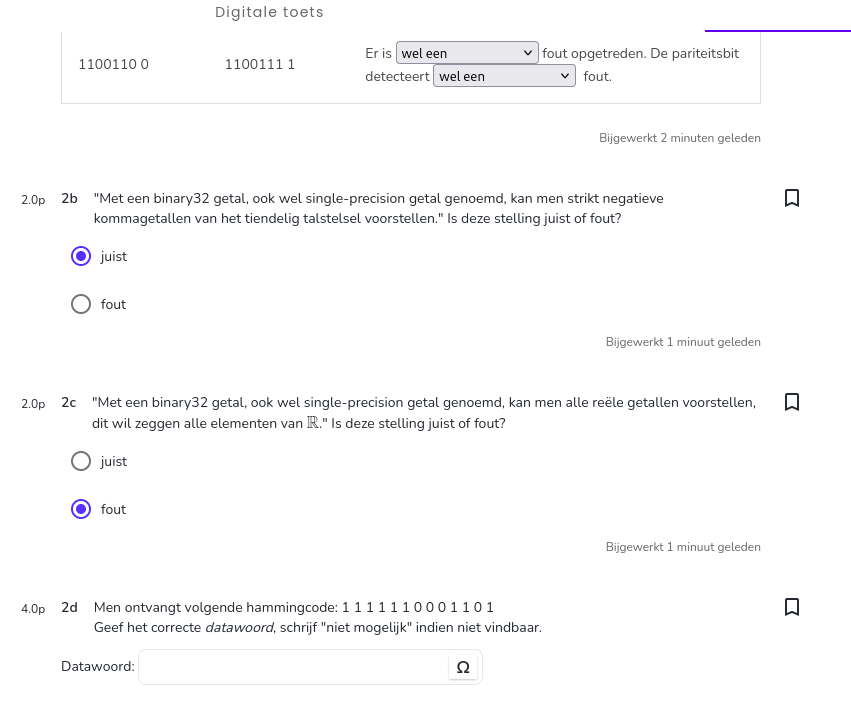 Digitale toets
Er is wel een fout opgetreden. De pariteitsbit
1100110 0 1100111 1
detecteert wel een fout.
Bijgewerkt 2 minuten geleden
2.0p 2b "Met een binary32 getal, ook wel single-precision getal genoemd, kan men strikt negatieve
kommagetallen van het tiendelig talstelsel voorstellen." Is deze stelling juist of fout?
juist
fout
Bijgewerkt 1 minuut geleden
2.0p 2c "Met een binary32 getal, ook wel single-precision getal genoemd, kan men alle reële getallen voorstellen,
dit wil zeggen alle elementen van ℝ." Is deze stelling juist of fout?
juist
fout
Bijgewerkt 1 minuut geleden
4.0p 2d Men ontvangt volgende hammingcode: 1 1 1 1 1 1 0 0 0 1 1 0 1
Geef het correcte datawoord, schrijf "niet mogelijk" indien niet vindbaar.
Datawoord: Ω